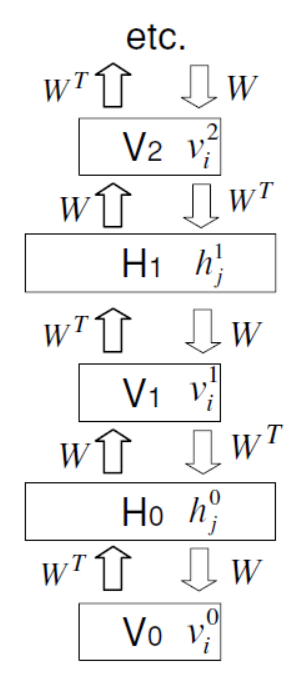 etc.
W^T W
V2 v_i^2
W W^T
H1 h_j^1
W^T W
V1 v_i^1
W W^T
H0 h_j^0
W^T W
V0 v_i^0